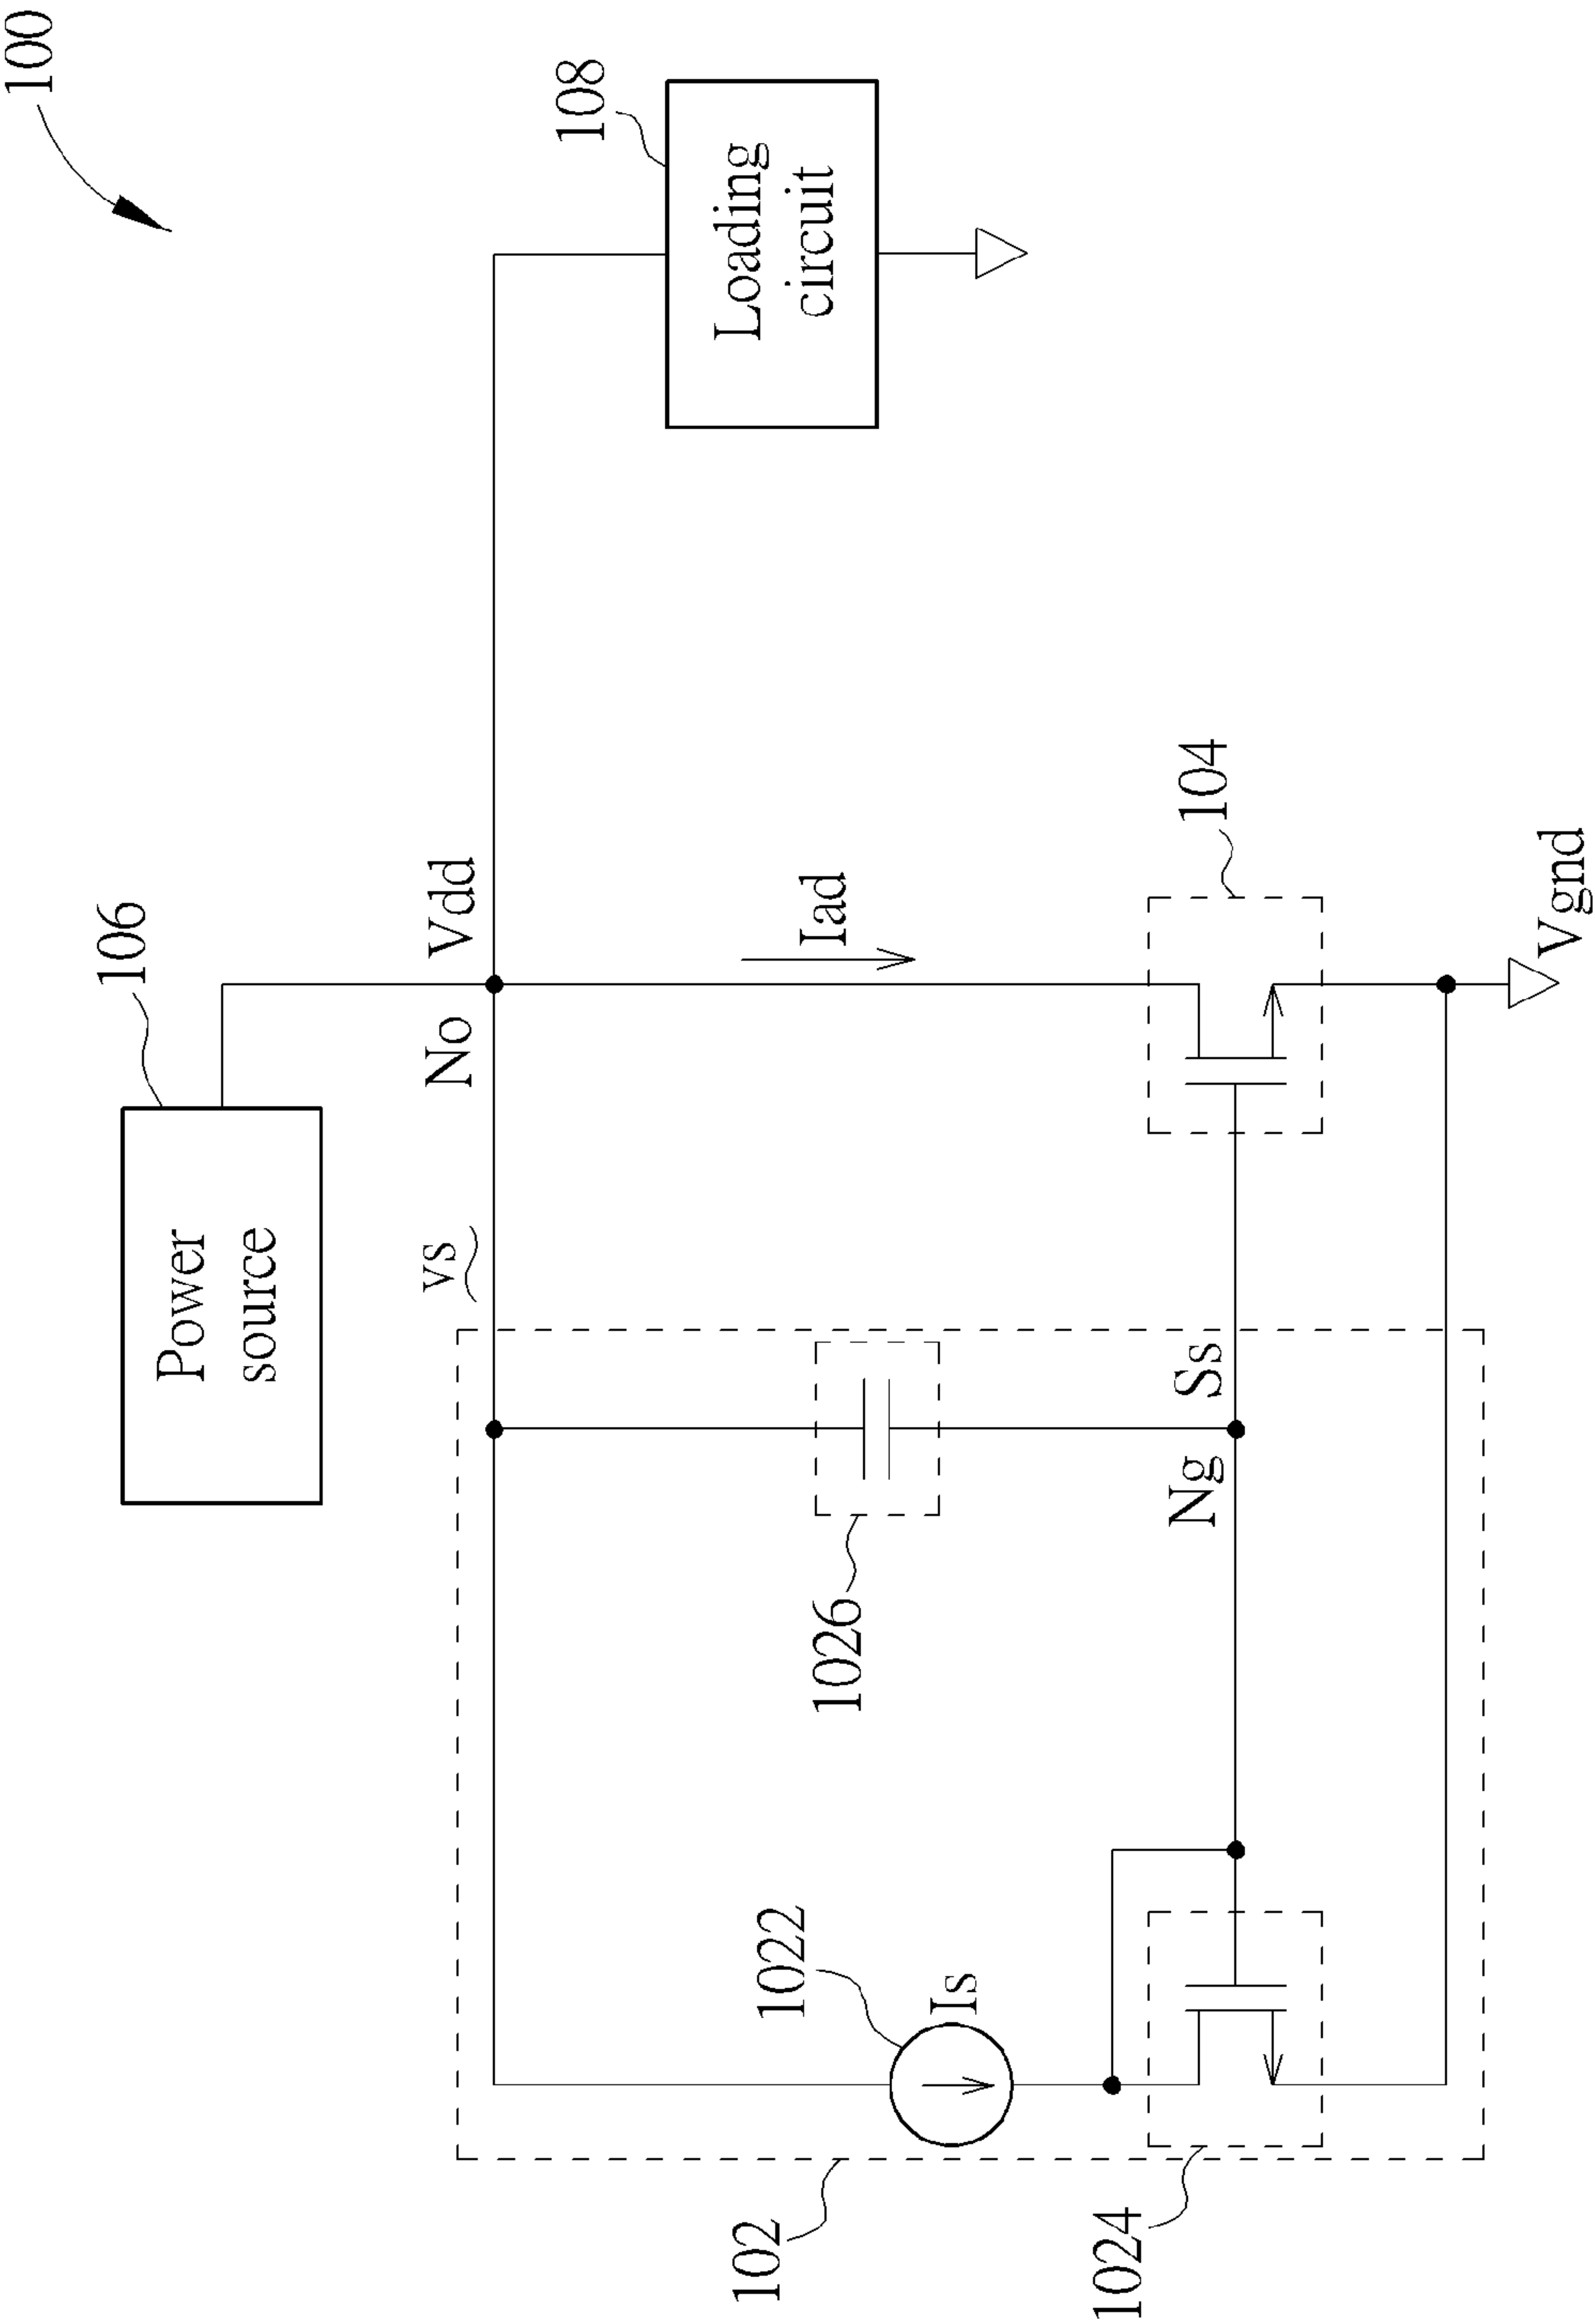 100
106
Power
source
108
Loading
circuit
vs
No
Vdd
Iad
1026
1022
Is
102
Ng
Ss
104
1024
Vgnd